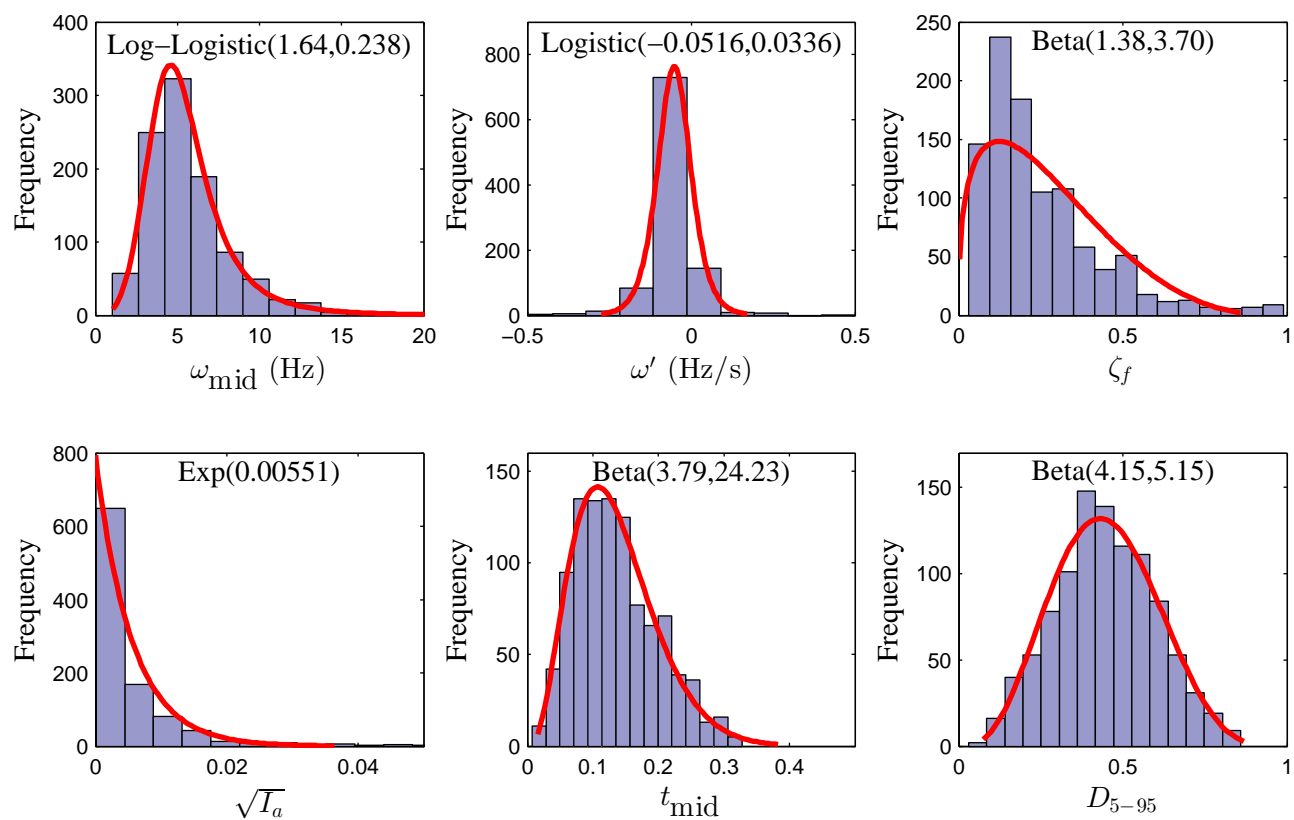 400
300
200
100
0
0 5 10 15 20
Frequency
Log−Logistic(1.64,0.238)
ω_mid (Hz)
800
600
400
200
0
−0.5 0 0.5
Frequency
Logistic(−0.0516,0.0336)
ω′ (Hz/s)
250
200
150
100
50
0
0 0.5 1
Frequency
Beta(1.38,3.70)
ζ_f
800
600
400
200
0
0 0.02 0.04
Frequency
Exp(0.00551)
√I_a
150
100
50
0
0 0.1 0.2 0.3 0.4
Frequency
Beta(3.79,24.23)
t_mid
150
100
50
0
0 0.5 1
Frequency
Beta(4.15,5.15)
D_5−95